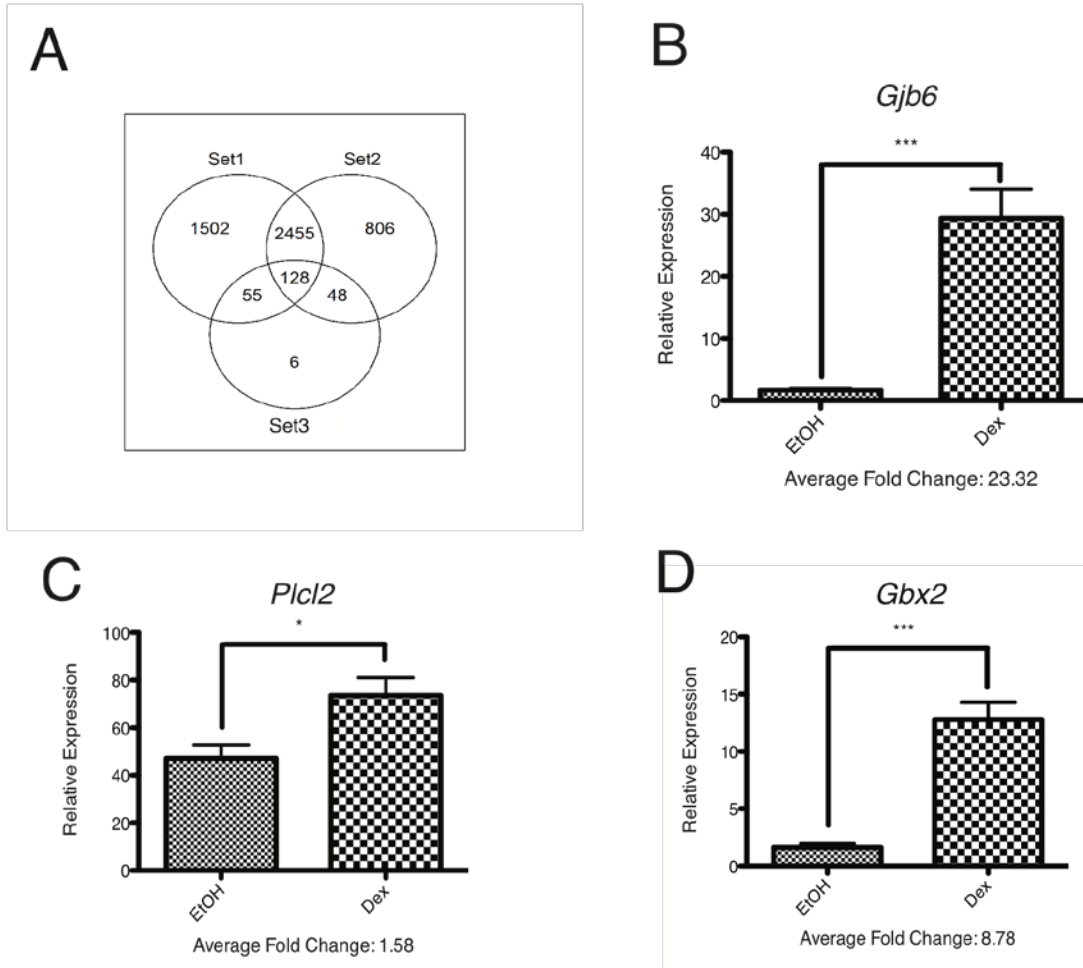 A
Set1 Set2
1502 2455 806
128
55 48
6
Set3
B
Gjb6
***
Relative Expression
40
30
20
10
0
EtOH Dex
Average Fold Change: 23.32
C
Plcl2
*
Relative Expression
100
80
60
40
20
0
EtOH Dex
Average Fold Change: 1.58
D
Gbx2
***
Relative Expression
20
15
10
5
0
EtOH Dex
Average Fold Change: 8.78